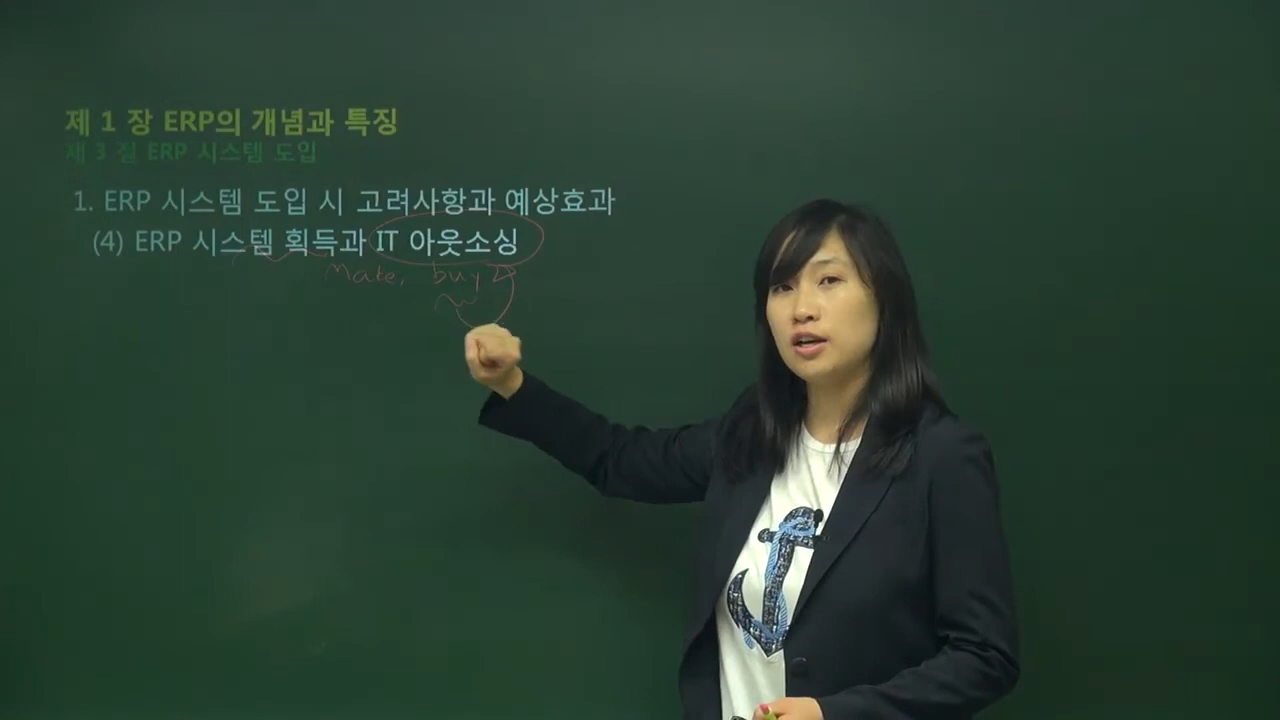 제 1 장 ERP의 개념과 특징
제 3 절 ERP 시스템 도입
1. ERP 시스템 도입 시 고려사항과 예상효과
(4) ERP 시스템 획득과 IT 아웃소싱
Make, buy